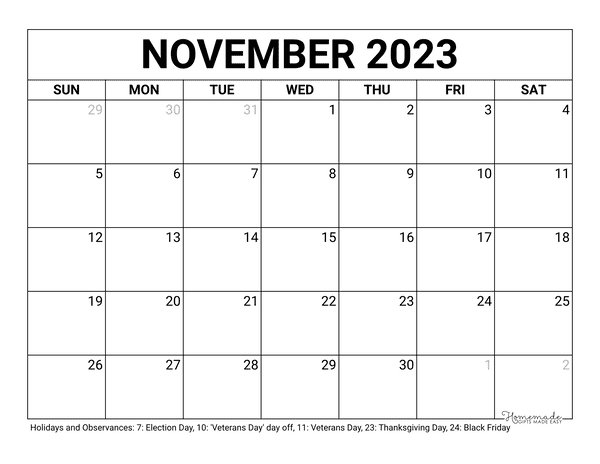 NOVEMBER 2023
SUN MON TUE WED THU FRI SAT
29 30 31 1 2 3 4
5 6 7 8 9 10 11
12 13 14 15 16 17 18
19 20 21 22 23 24 25
26 27 28 29 30 1 2
Homemade
GIFTS MADE EASY
Holidays and Observances: 7: Election Day, 10: 'Veterans Day' day off, 11: Veterans Day, 23: Thanksgiving Day, 24: Black Friday